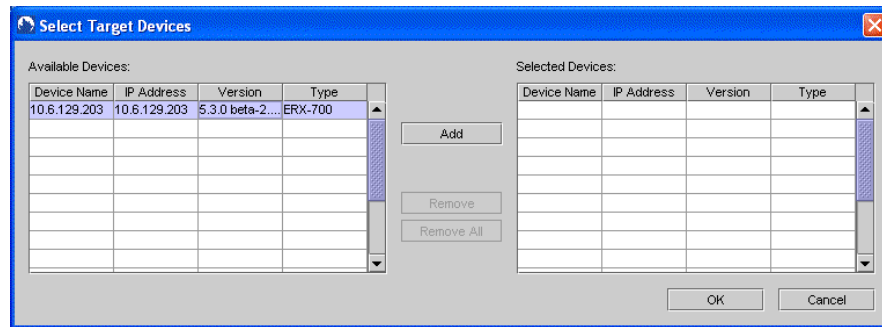 Select Target Devices
Available Devices:
Device Name IP Address Version Type
10.6.129.203 10.6.129.203 5.3.0 beta-2.... ERX-700
Add
Remove
Remove All
Selected Devices:
Device Name IP Address Version Type
OK Cancel